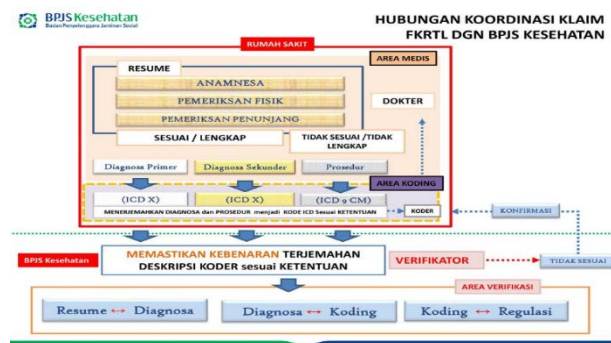 BPJS Kesehatan
Badan Penyelenggara Jaminan Sosial
HUBUNGAN KOORDINASI KLAIM
FKRTL DGN BPJS KESEHATAN
RUMAH SAKIT
AREA MEDIS
RESUME
ANAMNESA
PEMERIKSAN FISIK
PEMERIKSAN PENUNJANG
DOKTER
SESUAI / LENGKAP
TIDAK SESUAI /TIDAK
LENGKAP
Diagnosa Primer
Diagnosa Sekunder
Prosedur
AREA KODING
(ICD X)
(ICD X)
(ICD 9 CM)
MENERJEMAHKAN DIAGNOSA dan PROSEDUR menjadi KODE ICD Sesuai KETENTUAN
KODER
KONFIRMASI
BPJS Kesehatan
MEMASTIKAN KEBENARAN TERJEMAHAN
DESKRIPSI KODER sesuai KETENTUAN
VERIFIKATOR
TIDAK SESUAI
AREA VERIFIKASI
Resume ↔ Diagnosa
Diagnosa ↔ Koding
Koding ↔ Regulasi